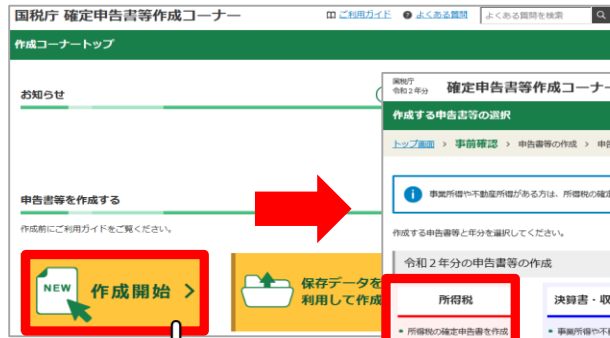 国税庁 確定申告書等作成コーナー
ご利用ガイド
よくある質問
よくある質問を検索
作成コーナートップ
お知らせ
申告書等を作成する
作成前にご利用ガイドをご覧ください。
NEW
作成開始
保存データを
利用して作成
国税庁
令和2年分
確定申告書等作成コーナー
作成する申告書等の選択
トップ画面 > 事前確認 > 申告書等の作成 > 申告
事業所得や不動産所得がある方は、所得税の確定
作成する申告書等と年分を選択してください。
令和2年分の申告書等の作成
所得税
決算書・収
• 所得税の確定申告書を作成
• 事業所得や不動